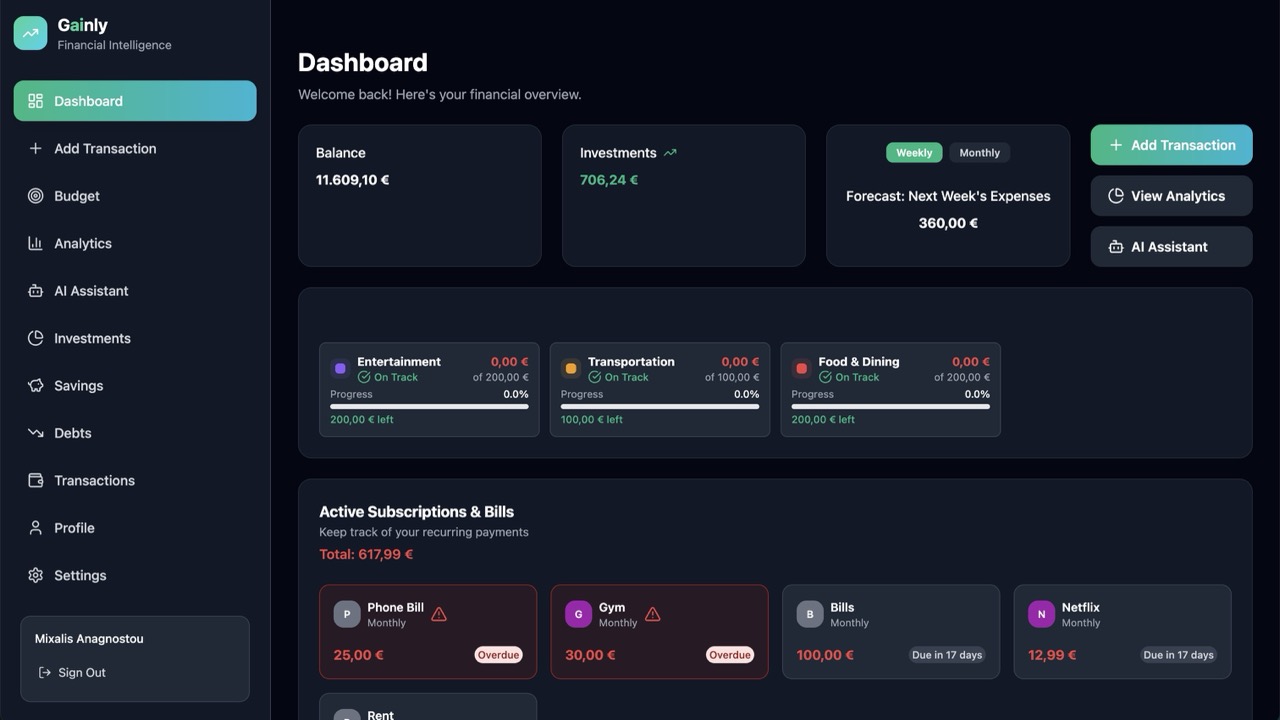 Gainly
Financial Intelligence
Dashboard
Add Transaction
Budget
Analytics
AI Assistant
Investments
Savings
Debts
Transactions
Profile
Settings
Mixalis Anagnostou
Sign Out
Dashboard
Welcome back! Here's your financial overview.
Balance
11.609,10 €
Investments
706,24 €
Weekly Monthly
Forecast: Next Week's Expenses
360,00 €
Add Transaction
View Analytics
AI Assistant
Entertainment 0,00 €
On Track of 200,00 €
Progress 0.0%
200,00 € left
Transportation 0,00 €
On Track of 100,00 €
Progress 0.0%
100,00 € left
Food & Dining 0,00 €
On Track of 200,00 €
Progress 0.0%
200,00 € left
Active Subscriptions & Bills
Keep track of your recurring payments
Total: 617,99 €
P Phone Bill
Monthly
25,00 € Overdue
G Gym
Monthly
30,00 € Overdue
B Bills
Monthly
100,00 € Due in 17 days
N Netflix
Monthly
12,99 € Due in 17 days
Rent